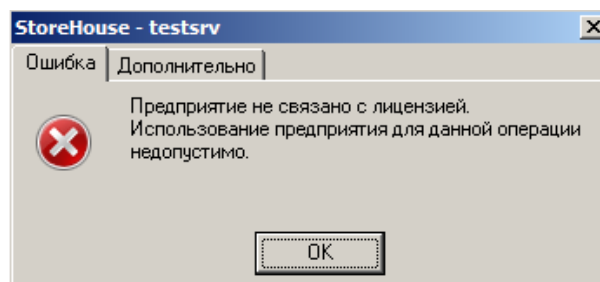 StoreHouse - testsrv
Ошибка Дополнительно
Предприятие не связано с лицензией.
Использование предприятия для данной операции
недопустимо.
OK